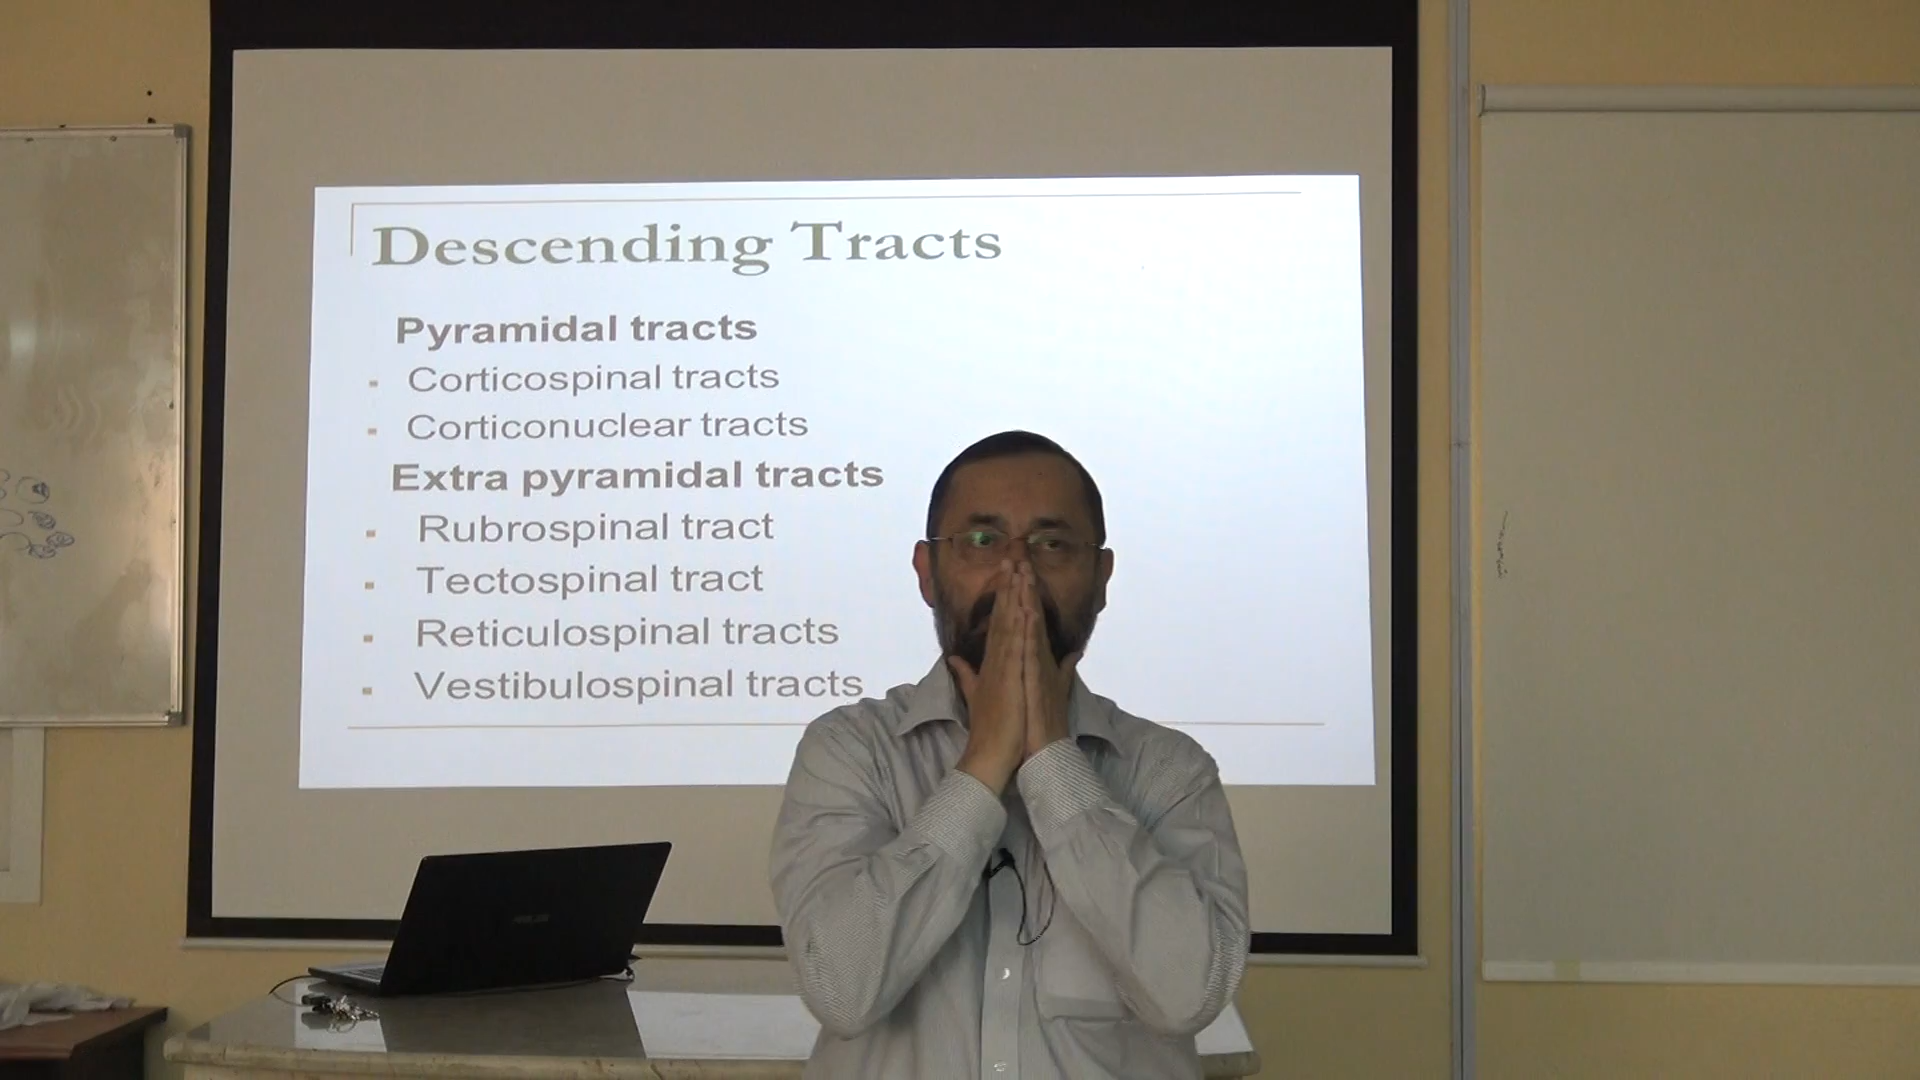 Descending Tracts
Pyramidal tracts
▪ Corticospinal tracts
▪ Corticonuclear tracts
Extra pyramidal tracts
▪ Rubrospinal tract
▪ Tectospinal tract
▪ Reticulospinal tracts
▪ Vestibulospinal tracts